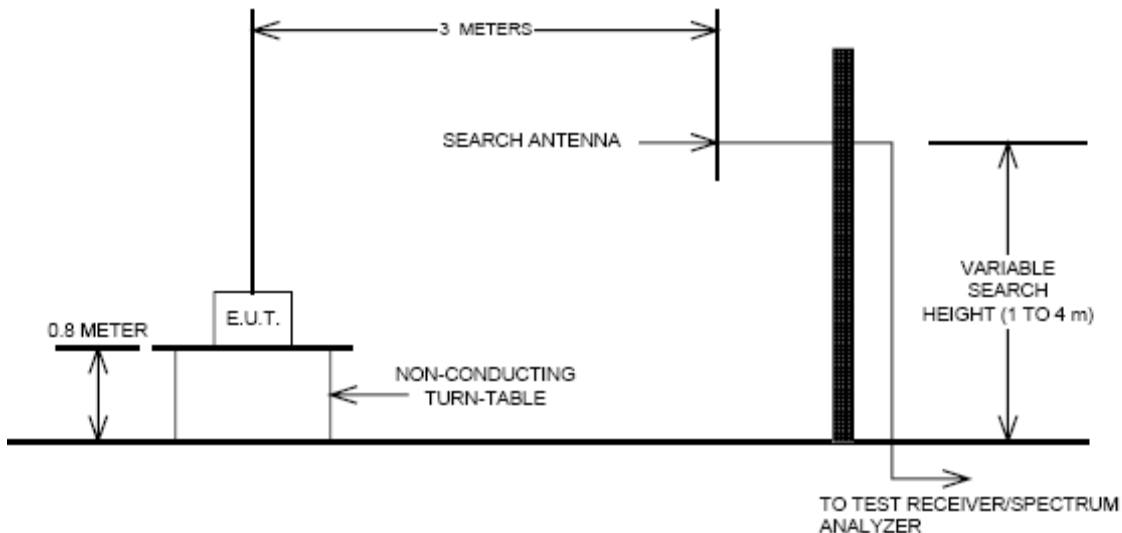 3 METERS
SEARCH ANTENNA
VARIABLE
SEARCH
HEIGHT (1 TO 4 m)
E.U.T.
0.8 METER
NON-CONDUCTING
TURN-TABLE
TO TEST RECEIVER/SPECTRUM
ANALYZER